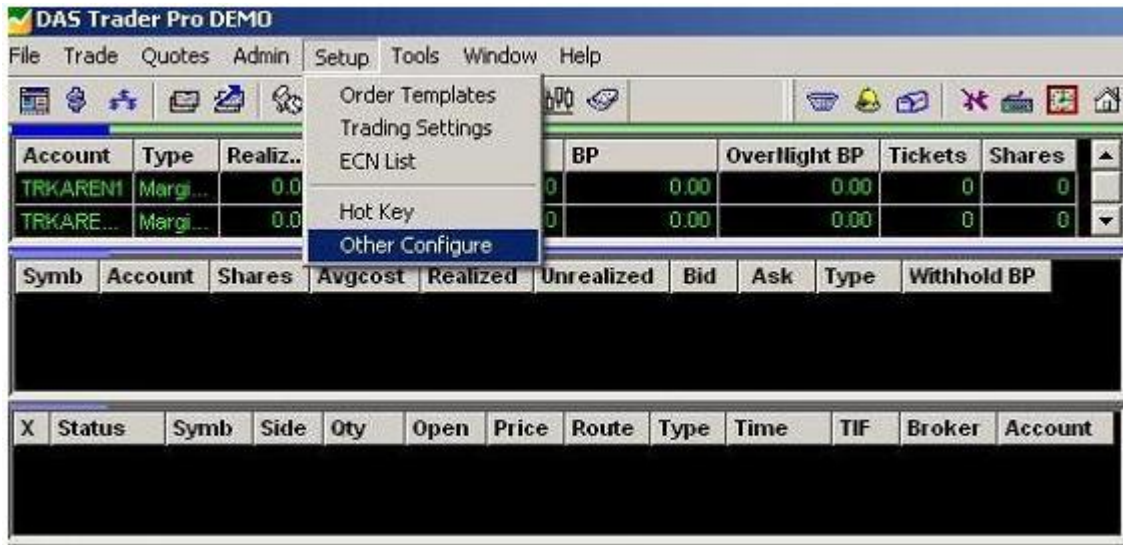 DAS Trader Pro DEMO
File Trade Quotes Admin Setup Tools Window Help
Order Templates
Trading Settings
ECN List
Hot Key
Other Configure
Account Type Realiz.. BP OverNight BP Tickets Shares
TRKAREN1 Margi... 0.0 0 0.00 0.00 0 0
TRKARE... Margi... 0.0 0 0.00 0.00 0 0
Symb Account Shares Avgcost Realized Unrealized Bid Ask Type Withhold BP
X Status Symb Side Qty Open Price Route Type Time TIF Broker Account